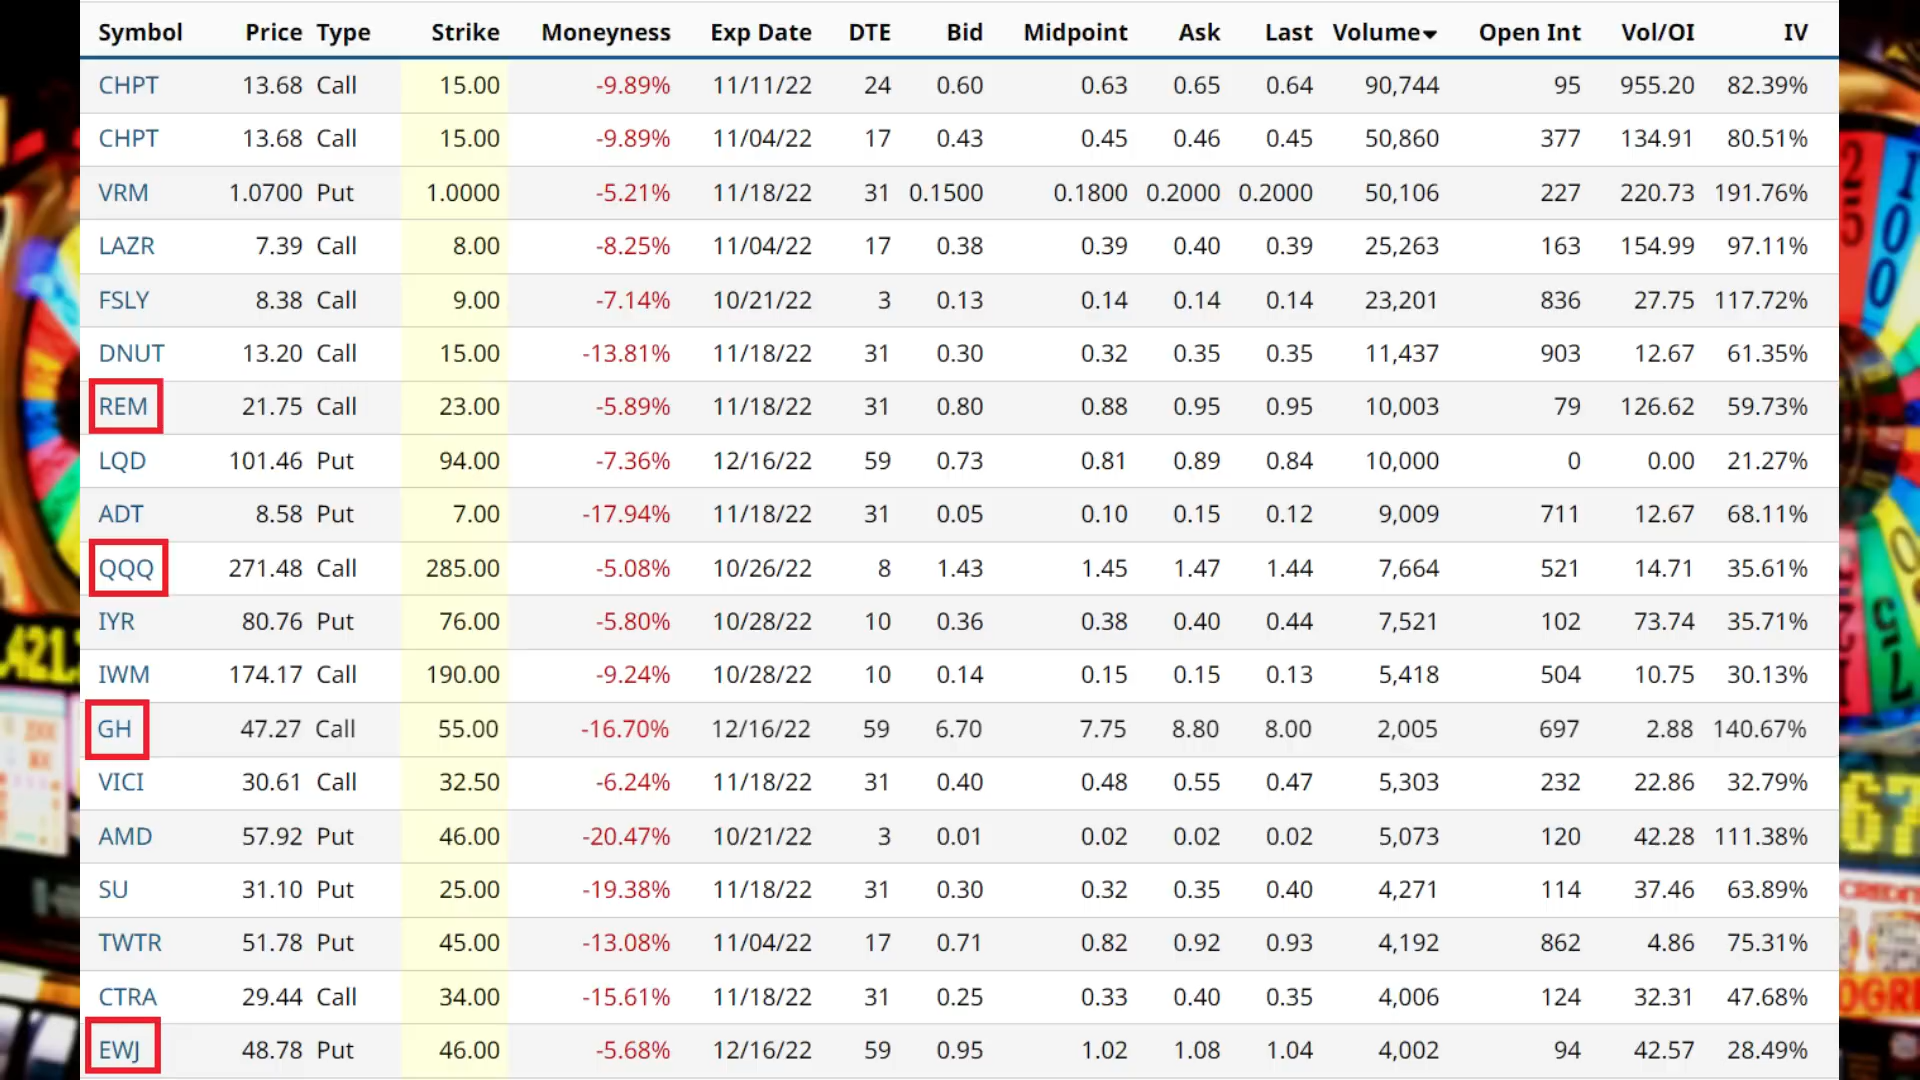 Symbol Price Type Strike Moneyness Exp Date DTE Bid Midpoint Ask Last Volume Open Int Vol/OI IV
CHPT 13.68 Call 15.00 -9.89% 11/11/22 24 0.60 0.63 0.65 0.64 90,744 95 955.20 82.39%
CHPT 13.68 Call 15.00 -9.89% 11/04/22 17 0.43 0.45 0.46 0.45 50,860 377 134.91 80.51%
VRM 1.0700 Put 1.0000 -5.21% 11/18/22 31 0.1500 0.1800 0.2000 0.2000 50,106 227 220.73 191.76%
LAZR 7.39 Call 8.00 -8.25% 11/04/22 17 0.38 0.39 0.40 0.39 25,263 163 154.99 97.11%
FSLY 8.38 Call 9.00 -7.14% 10/21/22 3 0.13 0.14 0.14 0.14 23,201 836 27.75 117.72%
DNUT 13.20 Call 15.00 -13.81% 11/18/22 31 0.30 0.32 0.35 0.35 11,437 903 12.67 61.35%
REM 21.75 Call 23.00 -5.89% 11/18/22 31 0.80 0.88 0.95 0.95 10,003 79 126.62 59.73%
LQD 101.46 Put 94.00 -7.36% 12/16/22 59 0.73 0.81 0.89 0.84 10,000 0 0.00 21.27%
ADT 8.58 Put 7.00 -17.94% 11/18/22 31 0.05 0.10 0.15 0.12 9,009 711 12.67 68.11%
QQQ 271.48 Call 285.00 -5.08% 10/26/22 8 1.43 1.45 1.47 1.44 7,664 521 14.71 35.61%
IYR 80.76 Put 76.00 -5.80% 10/28/22 10 0.36 0.38 0.40 0.44 7,521 102 73.74 35.71%
IWM 174.17 Call 190.00 -9.24% 10/28/22 10 0.14 0.15 0.15 0.13 5,418 504 10.75 30.13%
GH 47.27 Call 55.00 -16.70% 12/16/22 59 6.70 7.75 8.80 8.00 2,005 697 2.88 140.67%
VICI 30.61 Call 32.50 -6.24% 11/18/22 31 0.40 0.48 0.55 0.47 5,303 232 22.86 32.79%
AMD 57.92 Put 46.00 -20.47% 10/21/22 3 0.01 0.02 0.02 0.02 5,073 120 42.28 111.38%
SU 31.10 Put 25.00 -19.38% 11/18/22 31 0.30 0.32 0.35 0.40 4,271 114 37.46 63.89%
TWTR 51.78 Put 45.00 -13.08% 11/04/22 17 0.71 0.82 0.92 0.93 4,192 862 4.86 75.31%
CTRA 29.44 Call 34.00 -15.61% 11/18/22 31 0.25 0.33 0.40 0.35 4,006 124 32.31 47.68%
EWJ 48.78 Put 46.00 -5.68% 12/16/22 59 0.95 1.02 1.08 1.04 4,002 94 42.57 28.49%